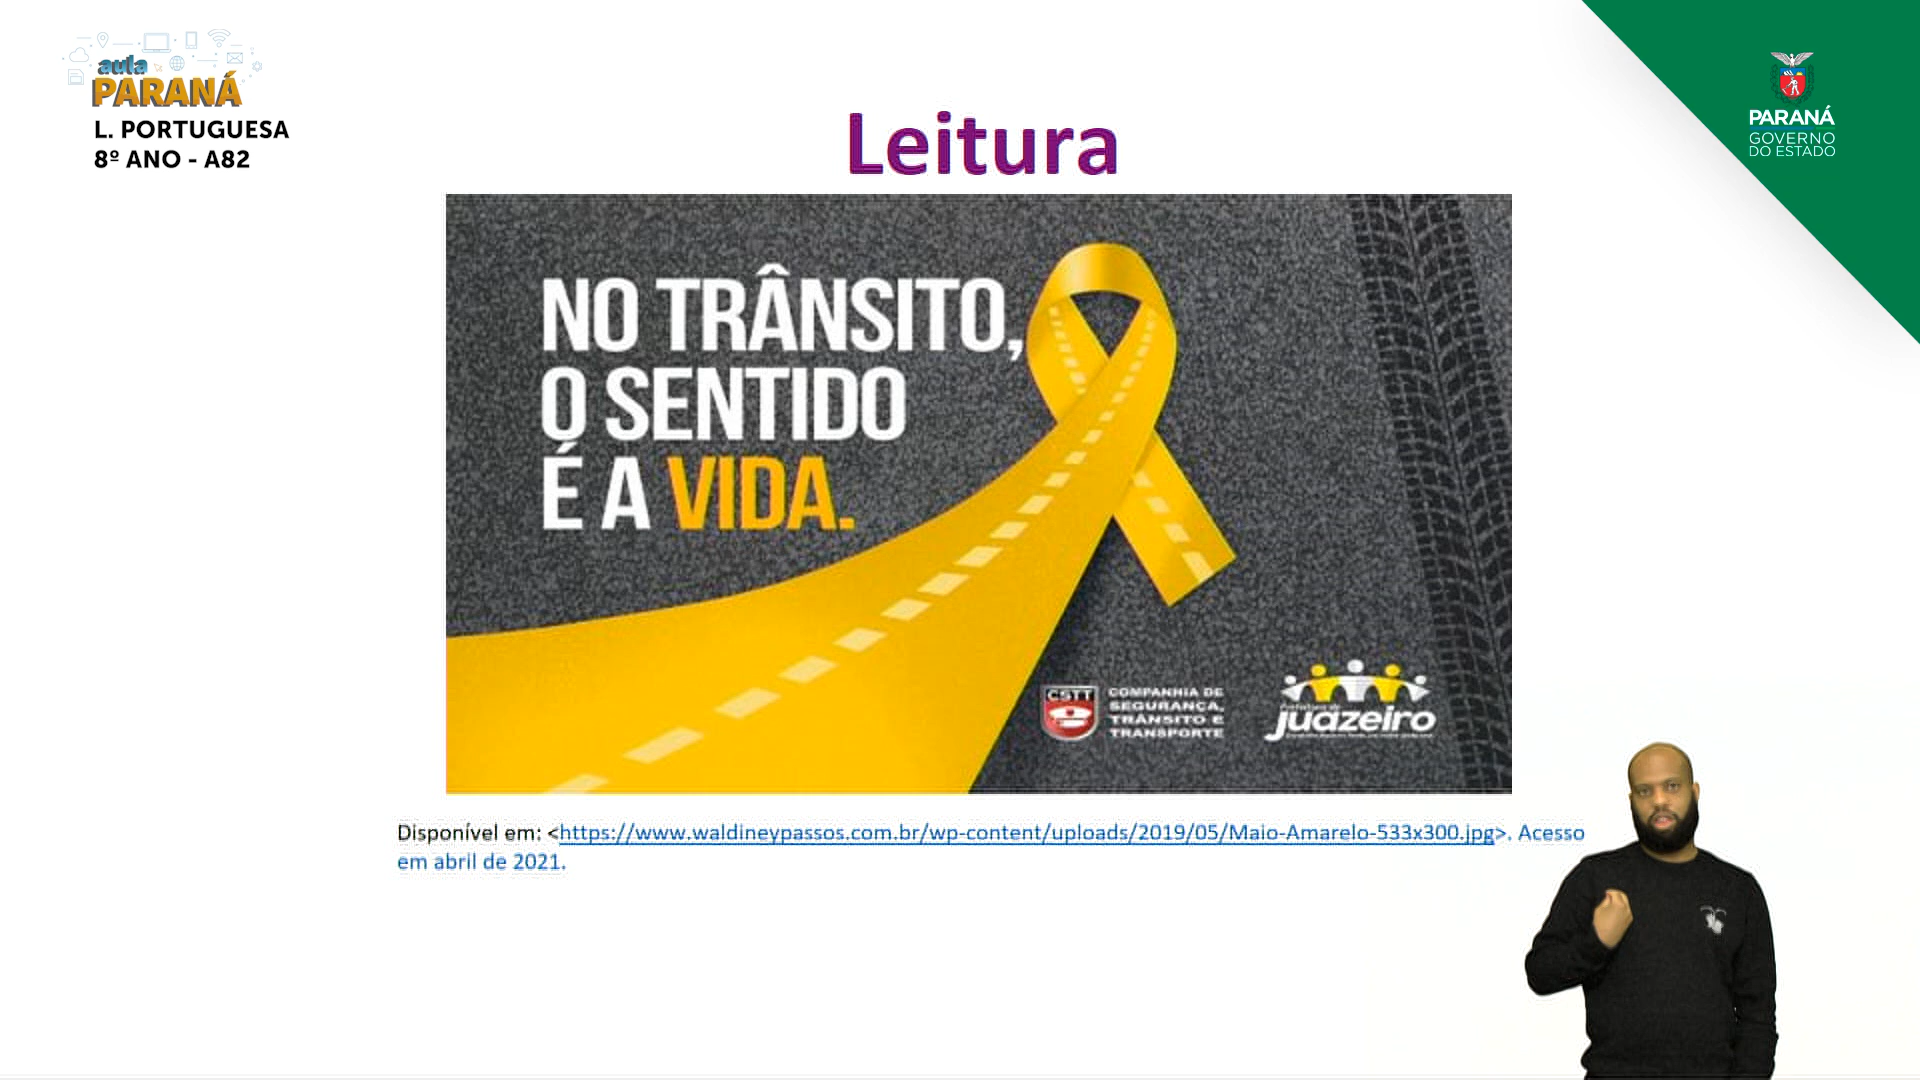 aula
PARANÁ
L. PORTUGUESA
8º ANO - A82
PARANÁ
GOVERNO
DO ESTADO
Leitura
NO TRÂNSITO,
O SENTIDO
É A VIDA.
CSTT
COMPANHIA DE
SEGURANÇA,
TRÂNSITO E
TRANSPORTE
Prefeitura de
juazeiro
Disponível em: <https://www.waldineypassos.com.br/wp-content/uploads/2019/05/Maio-Amarelo-533x300.jpg>. Acesso
em abril de 2021.